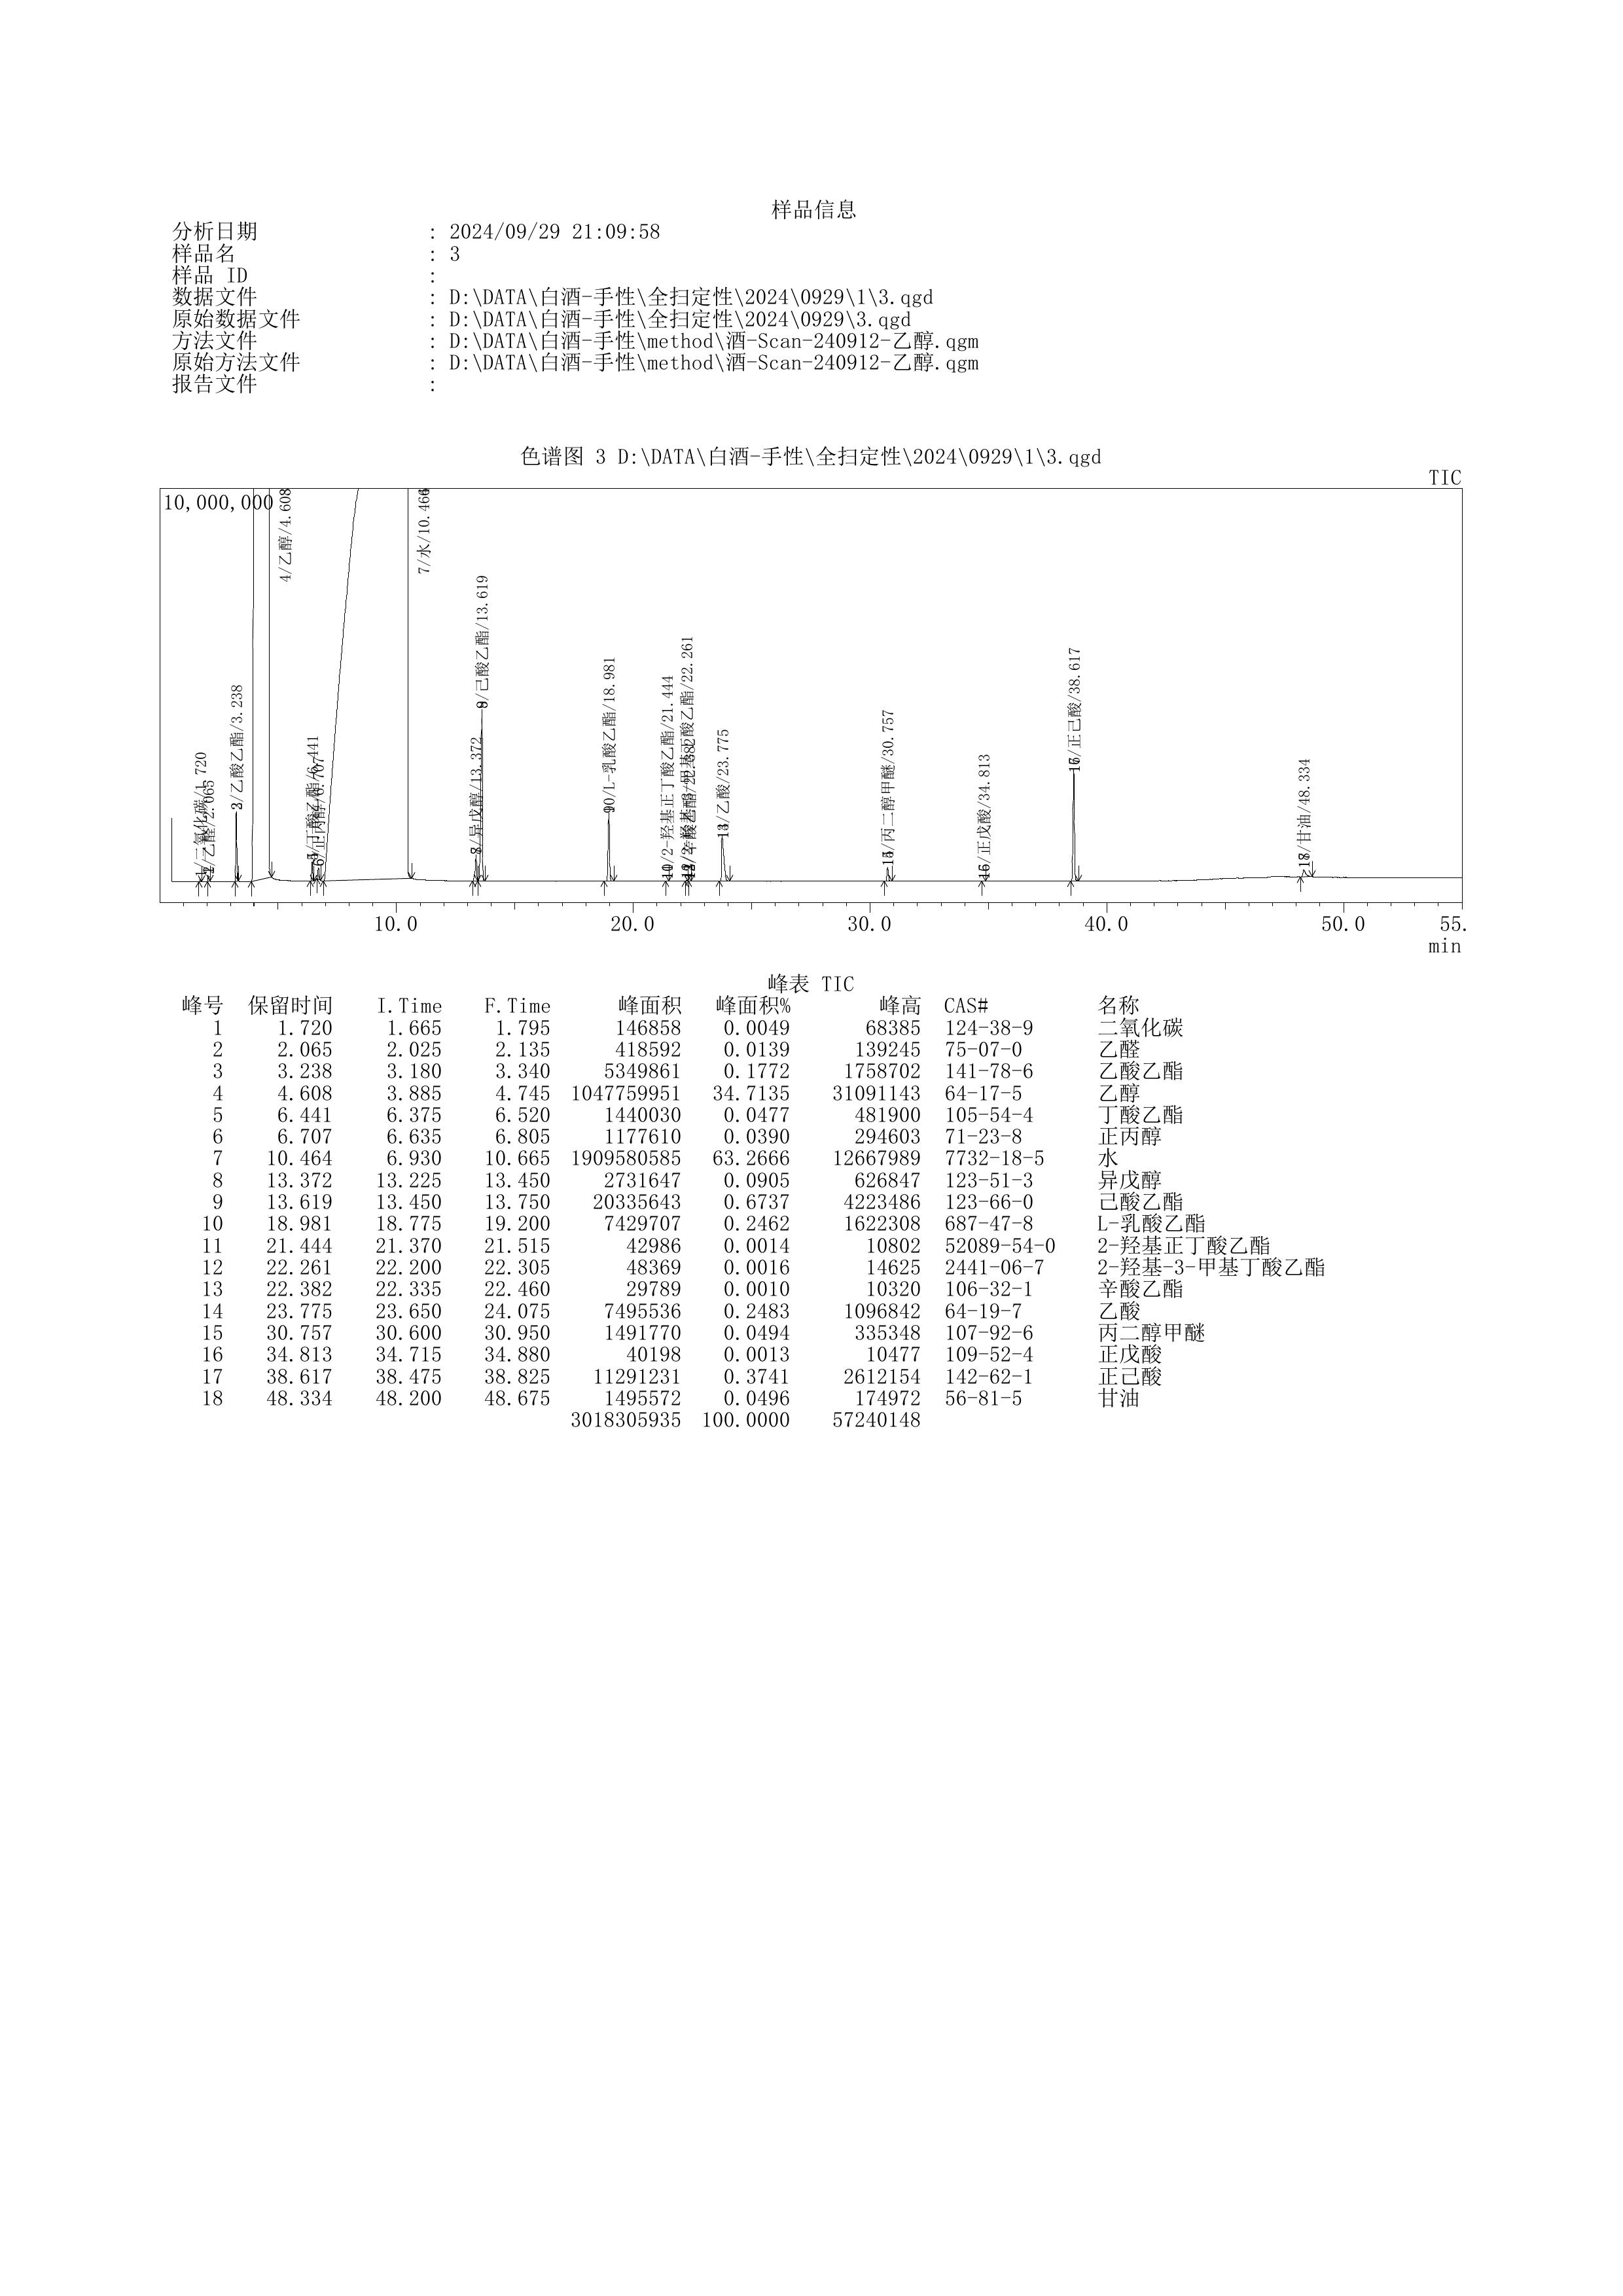 样品信息
分析日期 : 2024/09/29 21:09:58
样品名 : 3
样品 ID :
数据文件 : D:\DATA\白酒-手性\全扫定性\2024\0929\1\3.qgd
原始数据文件 : D:\DATA\白酒-手性\全扫定性\2024\0929\3.qgd
方法文件 : D:\DATA\白酒-手性\method\酒-Scan-240912-乙醇.qgm
原始方法文件 : D:\DATA\白酒-手性\method\酒-Scan-240912-乙醇.qgm
报告文件 :
色谱图 3 D:\DATA\白酒-手性\全扫定性\2024\0929\1\3.qgd
TIC
10,000,000
/乙酸乙酯/3.238
4/乙醇/4.608
7/水/10.464
/异戊醇/13.372
9/己酸乙酯/13.619
10/L-乳酸乙酯/18.981
/2-羟基正丁酸乙酯/21.444
/乙酸/23.775
/丙二醇甲醚/30.757
/正戊酸/34.813
/正己酸/38.617
/甘油/48.334
10.0 20.0 30.0 40.0 50.0 55.
min
峰表 TIC
峰号 保留时间 I.Time F.Time 峰面积 峰面积% 峰高 CAS# 名称
1 1.720 1.665 1.795 146858 0.0049 68385 124-38-9 二氧化碳
2 2.065 2.025 2.135 418592 0.0139 139245 75-07-0 乙醛
3 3.238 3.180 3.340 5349861 0.1772 1758702 141-78-6 乙酸乙酯
4 4.608 3.885 4.745 1047759951 34.7135 31091143 64-17-5 乙醇
5 6.441 6.375 6.520 1440030 0.0477 481900 105-54-4 丁酸乙酯
6 6.707 6.635 6.805 1177610 0.0390 294603 71-23-8 正丙醇
7 10.464 6.930 10.665 1909580585 63.2666 12667989 7732-18-5 水
8 13.372 13.225 13.450 2731647 0.0905 626847 123-51-3 异戊醇
9 13.619 13.450 13.750 20335643 0.6737 4223486 123-66-0 己酸乙酯
10 18.981 18.775 19.200 7429707 0.2462 1622308 687-47-8 L-乳酸乙酯
11 21.444 21.370 21.515 42986 0.0014 10802 52089-54-0 2-羟基正丁酸乙酯
12 22.261 22.200 22.305 48369 0.0016 14625 2441-06-7 2-羟基-3-甲基丁酸乙酯
13 22.382 22.335 22.460 29789 0.0010 10320 106-32-1 辛酸乙酯
14 23.775 23.650 24.075 7495536 0.2483 1096842 64-19-7 乙酸
15 30.757 30.600 30.950 1491770 0.0494 335348 107-92-6 丙二醇甲醚
16 34.813 34.715 34.880 40198 0.0013 10477 109-52-4 正戊酸
17 38.617 38.475 38.825 11291231 0.3741 2612154 142-62-1 正己酸
18 48.334 48.200 48.675 1495572 0.0496 174972 56-81-5 甘油
3018305935 100.0000 57240148